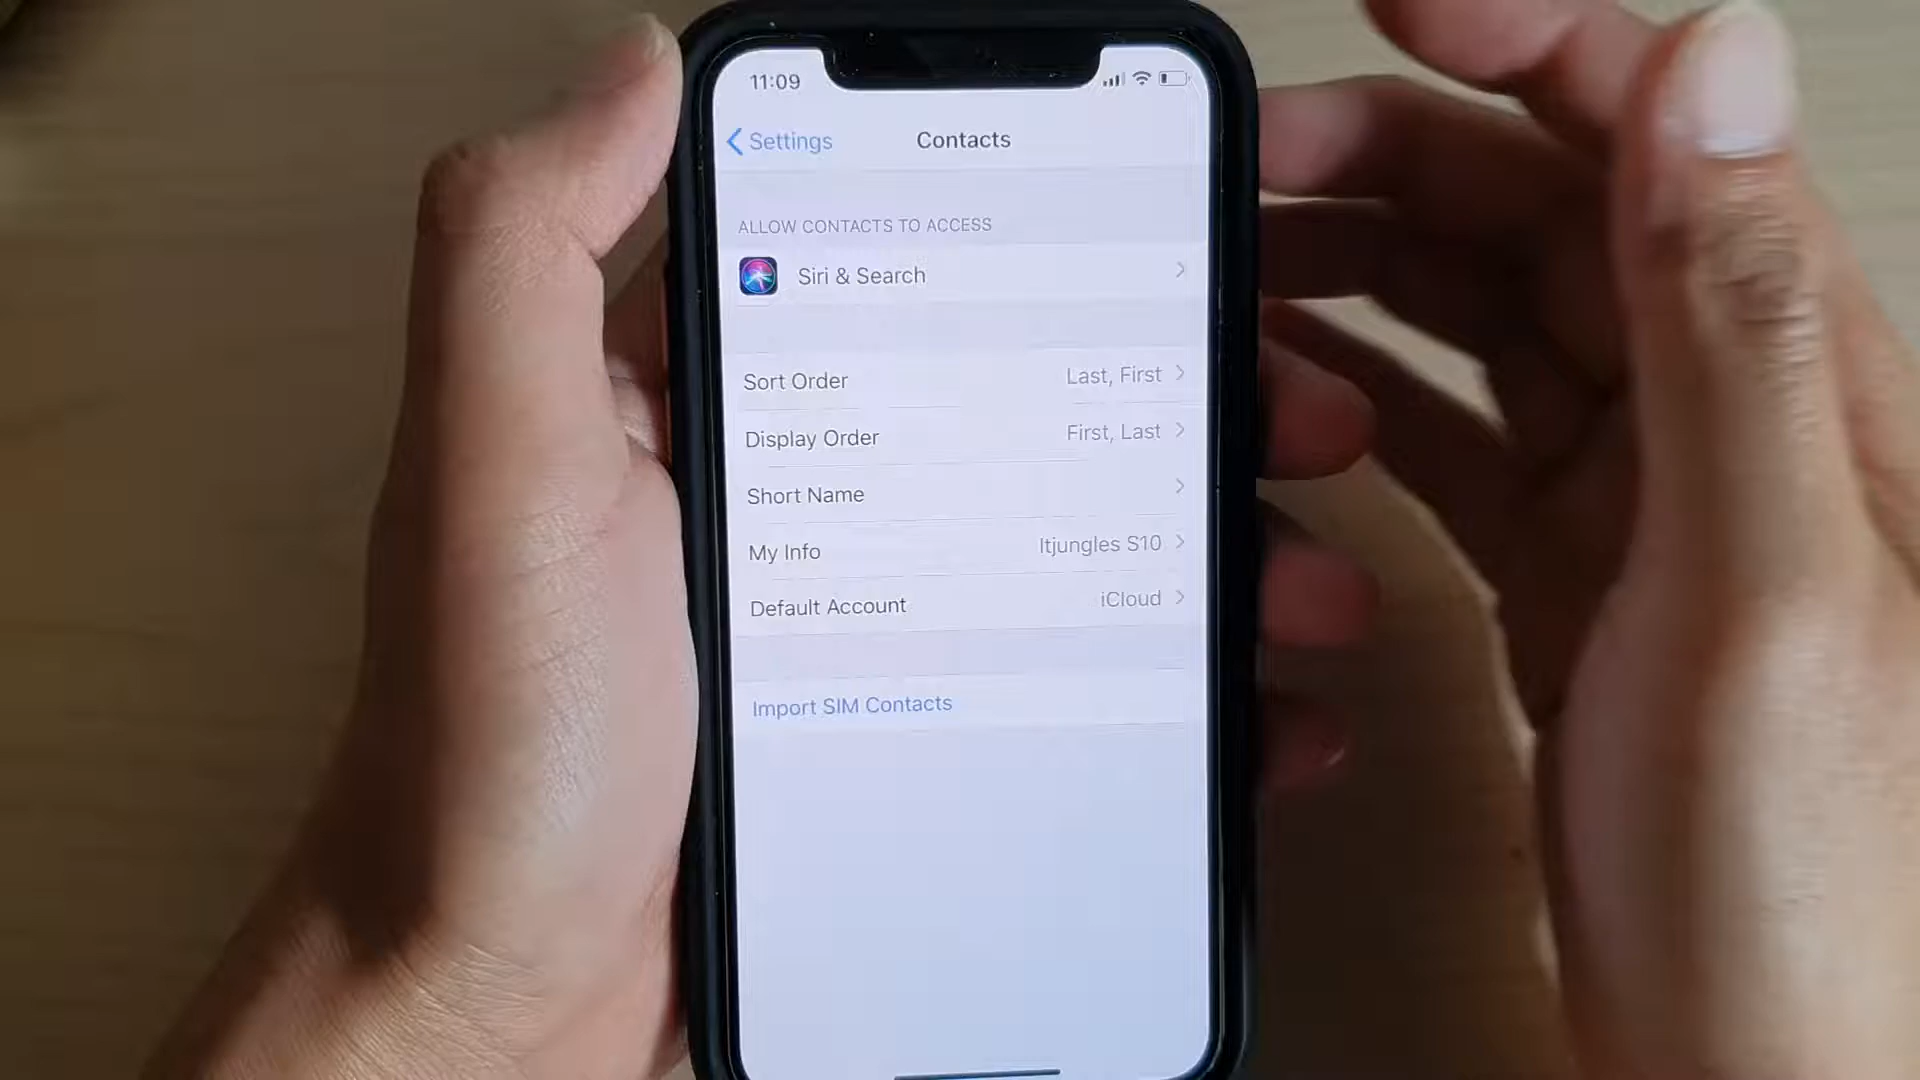 11:09
Settings
Contacts
ALLOW CONTACTS TO ACCESS
Siri & Search
Sort Order Last, First
Display Order First, Last
Short Name
My Info Itjungles S10
Default Account iCloud
Import SIM Contacts